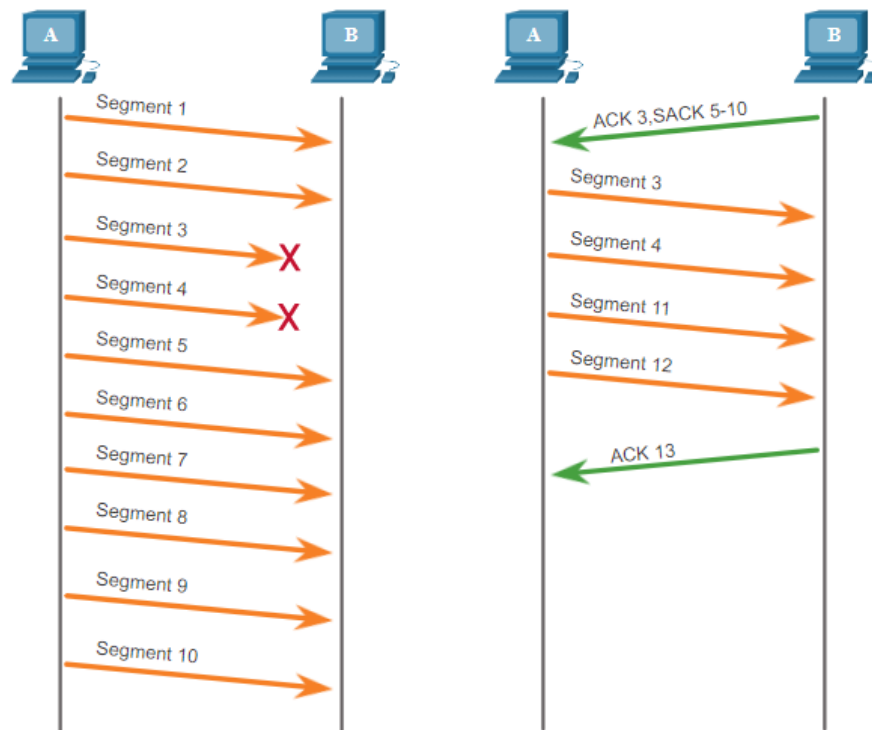 A
B
Segment 1
Segment 2
Segment 3
X
Segment 4
X
Segment 5
Segment 6
Segment 7
Segment 8
Segment 9
Segment 10
A
B
ACK 3,SACK 5-10
Segment 3
Segment 4
Segment 11
Segment 12
ACK 13